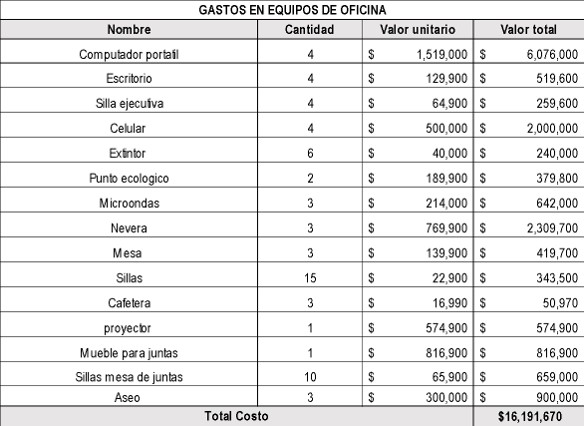 GASTOS EN EQUIPOS DE OFICINA
Nombre Cantidad Valor unitario Valor total
Computador portatil 4 $ 1,519,000 $ 6,076,000
Escritorio 4 $ 129,900 $ 519,600
Silla ejecutiva 4 $ 64,900 $ 259,600
Celular 4 $ 500,000 $ 2,000,000
Extintor 6 $ 40,000 $ 240,000
Punto ecologico 2 $ 189,900 $ 379,800
Microondas 3 $ 214,000 $ 642,000
Nevera 3 $ 769,900 $ 2,309,700
Mesa 3 $ 139,900 $ 419,700
Sillas 15 $ 22,900 $ 343,500
Cafetera 3 $ 16,990 $ 50,970
proyector 1 $ 574,900 $ 574,900
Mueble para juntas 1 $ 816,900 $ 816,900
Sillas mesa de juntas 10 $ 65,900 $ 659,000
Aseo 3 $ 300,000 $ 900,000
Total Costo $16,191,670